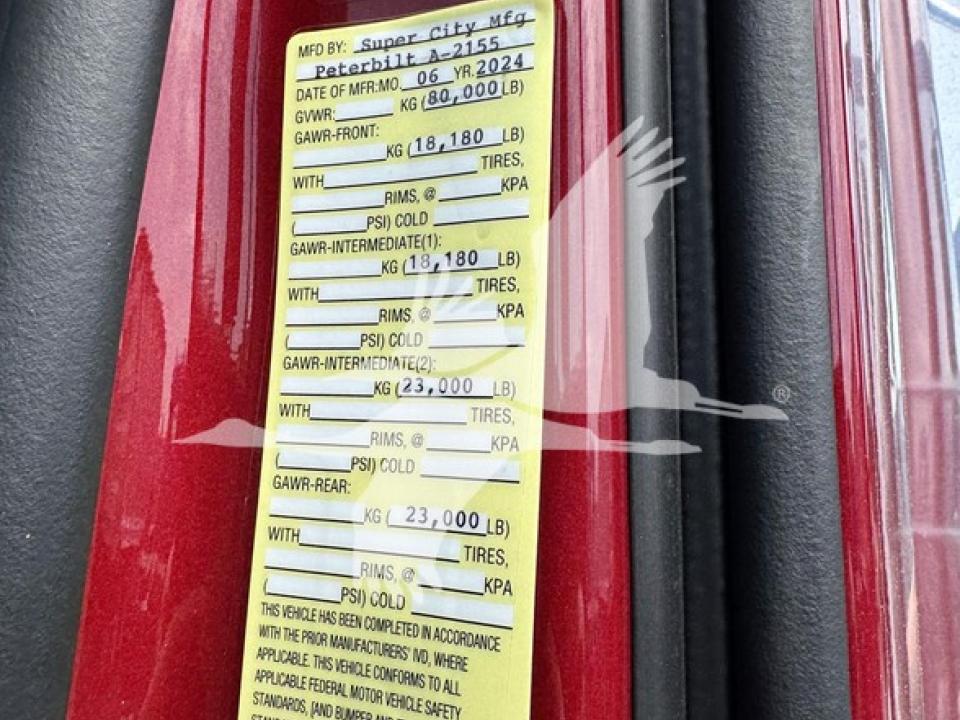 MFD BY: Super City Mfg
Peterbilt A-2155
DATE OF MFR:MO. 06 YR. 2024
GVWR: KG (80,000 LB)
GAWR-FRONT:
KG (18,180 LB)
WITH TIRES,
RIMS, @ KPA
( PSI) COLD
GAWR-INTERMEDIATE(1):
KG (18,180 LB)
WITH TIRES,
RIMS, @ KPA
( PSI) COLD
GAWR-INTERMEDIATE(2):
KG (23,000 LB)
WITH TIRES,
RIMS, @ KPA
( PSI) COLD
GAWR-REAR:
KG ( 23,000 LB)
WITH TIRES,
RIMS, @ KPA
( PSI) COLD
THIS VEHICLE HAS BEEN COMPLETED IN ACCORDANCE
WITH THE PRIOR MANUFACTURERS' IVD, WHERE
APPLICABLE. THIS VEHICLE CONFORMS TO ALL
APPLICABLE FEDERAL MOTOR VEHICLE SAFETY
STANDARDS, [AND BUMPER AND
®